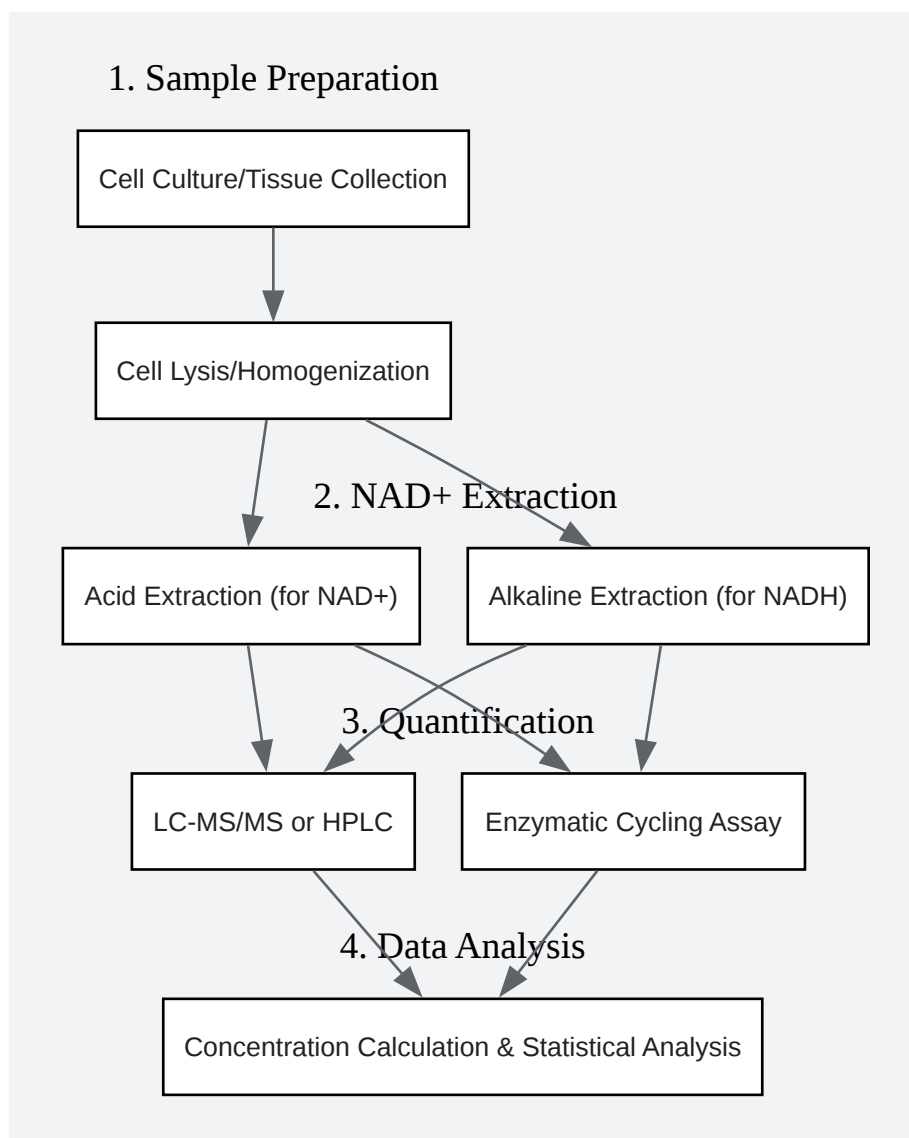 1. Sample Preparation
Cell Culture/Tissue Collection
Cell Lysis/Homogenization
2. NAD+ Extraction
Acid Extraction (for NAD+)
Alkaline Extraction (for NADH)
3. Quantification
LC-MS/MS or HPLC
Enzymatic Cycling Assay
4. Data Analysis
Concentration Calculation & Statistical Analysis